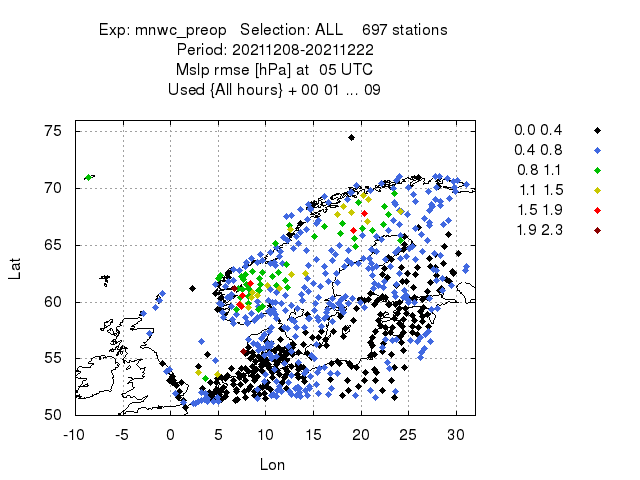 Exp: mnwc_preop   Selection: ALL    697 stations
Period: 20211208-20211222
Mslp rmse [hPa] at  05 UTC
Used {All hours} + 00 01 ... 09
0.0 0.4
0.4 0.8
0.8 1.1
1.1 1.5
1.5 1.9
1.9 2.3
75
70
65
60
55
50
Lat
-10 -5 0 5 10 15 20 25 30
Lon